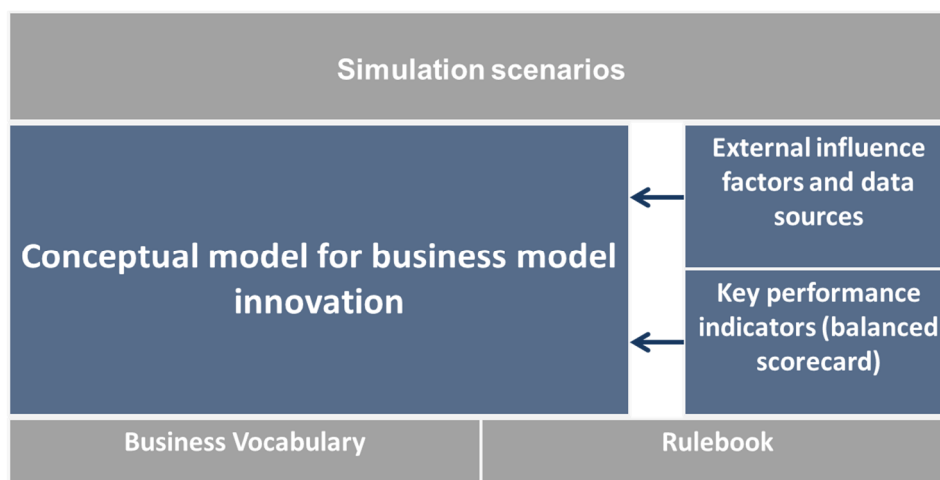 Simulation scenarios
Conceptual model for business model
innovation
External influence
factors and data
sources
Key performance
indicators (balanced
scorecard)
Business Vocabulary
Rulebook